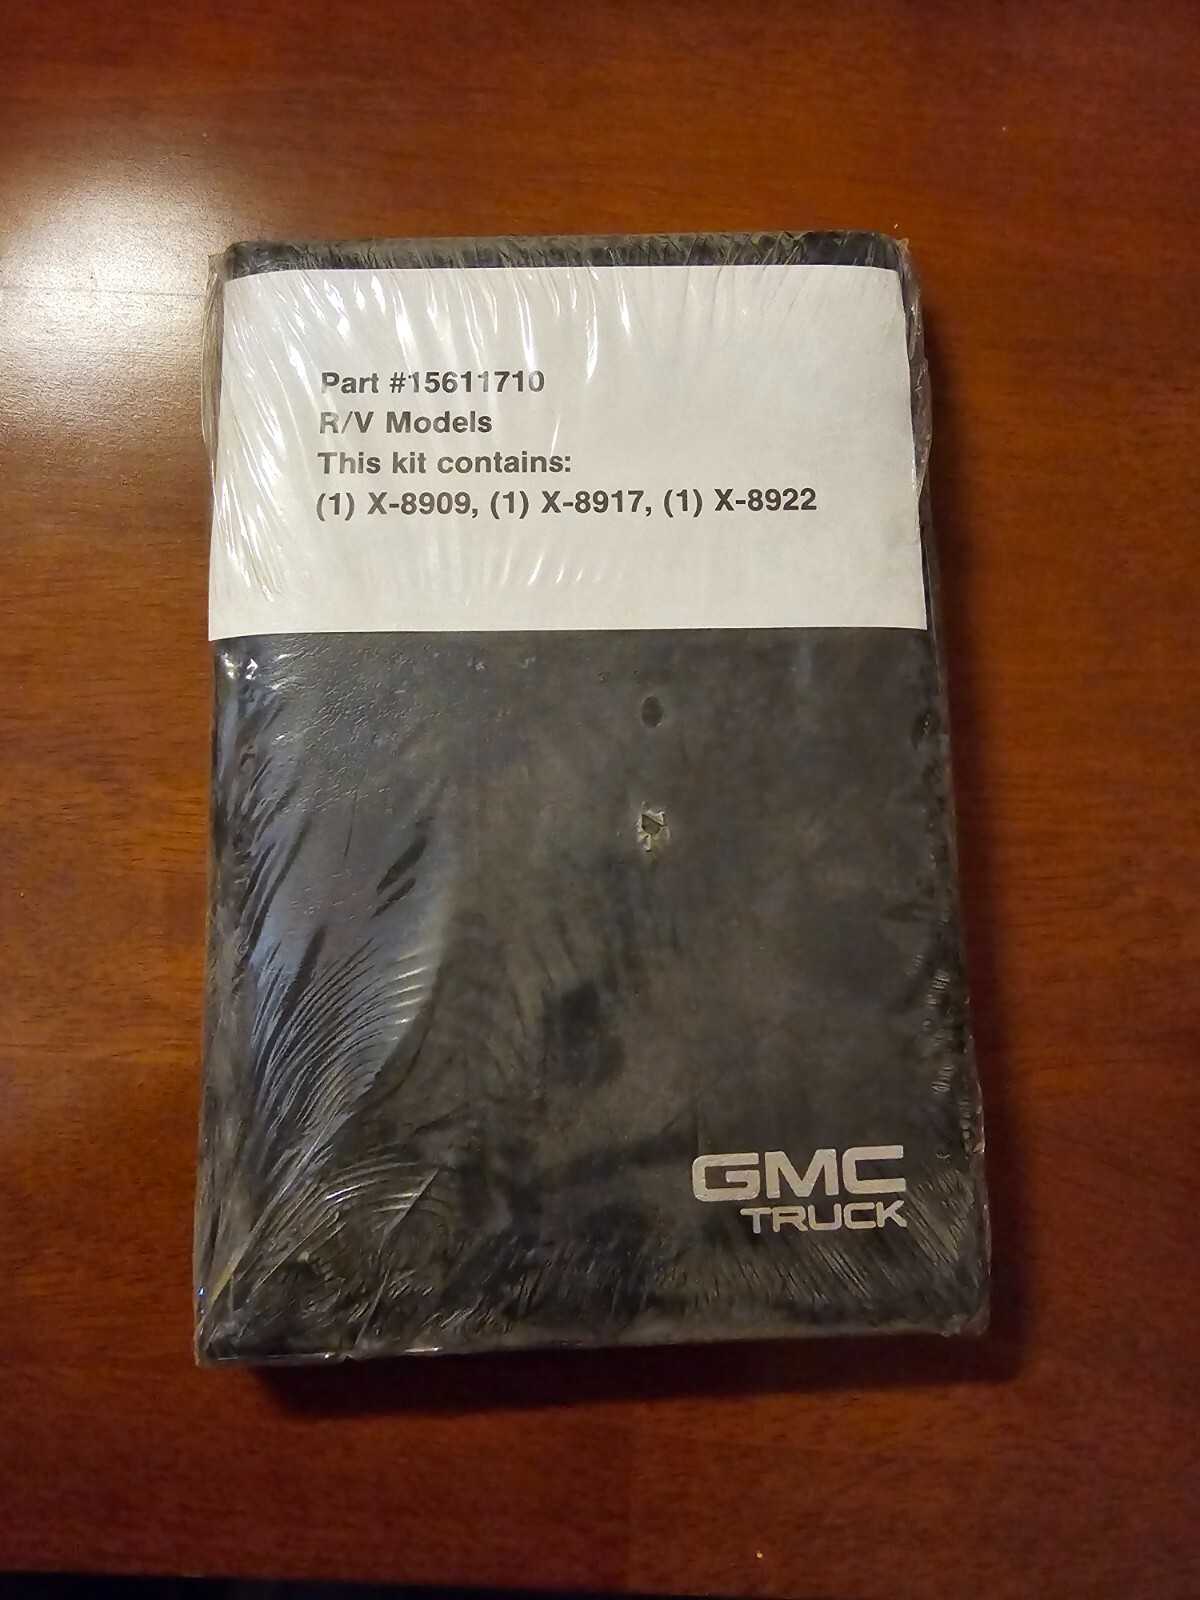 Part #15611710
R/V Models
This kit contains:
(1) X-8909, (1) X-8917, (1) X-8922
GMC
TRUCK